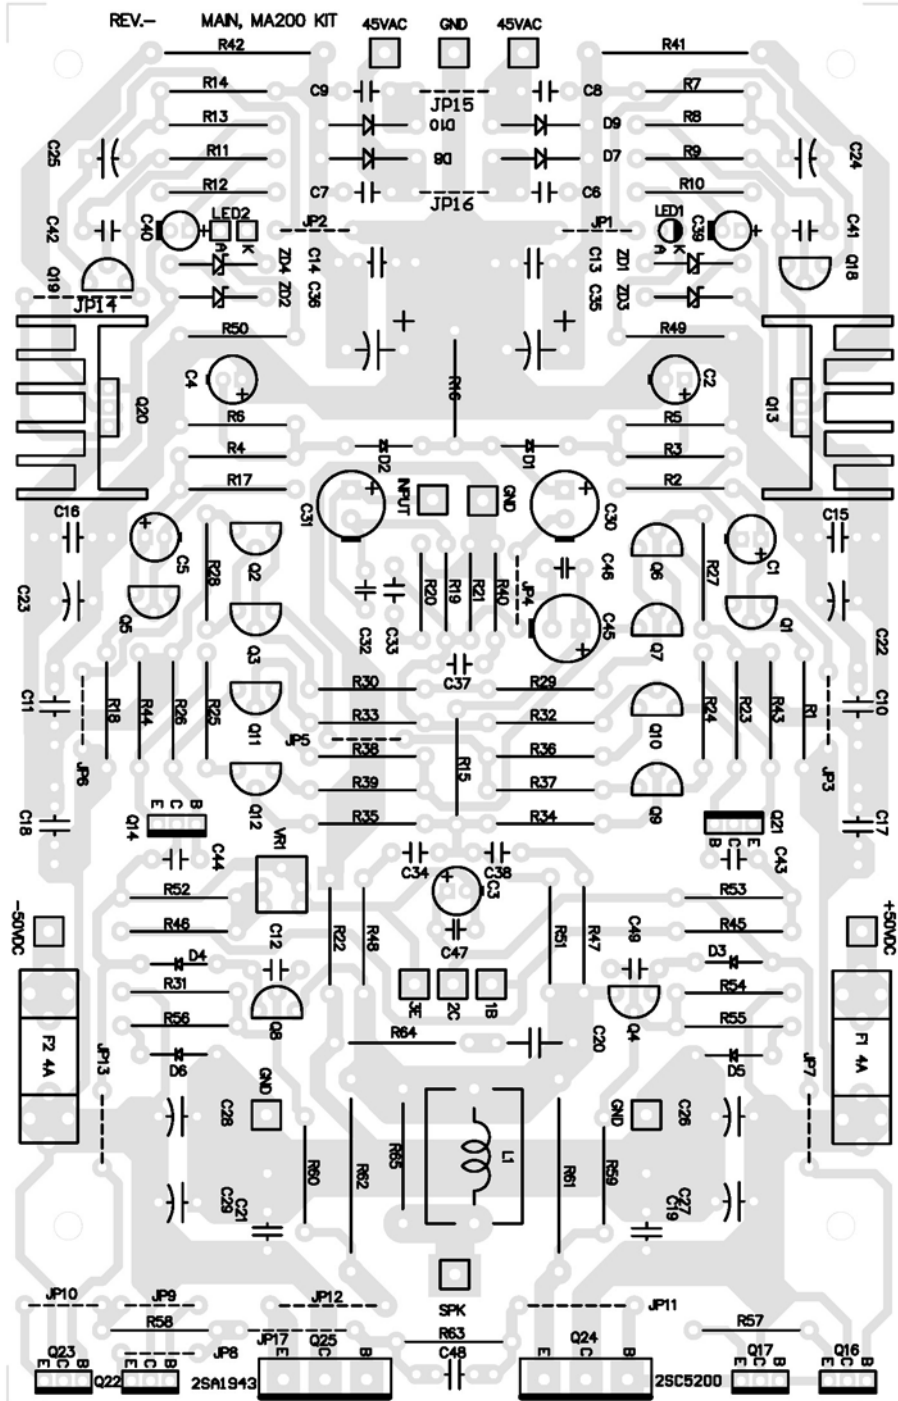 REV.- MAIN, MA200 KIT 45VAC GND 45VAC
R42 R41
R14 C9 C8 R7
JP15
R13 D10 D9 R8
C25 R11 D8 D7 R9 C24
R12 C7 C6 R10
JP16
C42 C40 LED2 JP2 JP1 LED1 C39 C41
A K A K
Q19 ZD4 C14 C13 ZD1 Q18
JP14 ZD2 C36 C35 ZD3
R50 R49
C4 R16 C2
Q20 Q13
R6 R5
R4 D2 D1 R3
R17 R2
C31 INPUT GND C30
C16 C15
C5 R28 Q2 Q6 R27 C1
C46
C23 Q5 R20 R19 R21 R40 JP4 Q1
C32 C33 C45
Q3 Q7 C22
C37
C11 R30 R29 C10
R18 R44 R26 R25 R24 R23 R43 R1
Q11 R33 R32 Q10
JP5
JP6 R38 R15 R36 JP3
R39 R37
Q12 Q9
E C B
C18 Q14 R35 R34 Q21 C17
B C E
C44 VR1 C34 C38 C43
R52 C3 R53
-50VDC +50VDC
R46 C12 R22 R48 C47 R51 R47 C49 R45
D4 D3
R31 R54
3E 2C 1B
R56 Q8 Q4 R55
R64 C20
F2 4A JP13 D6 D5 JP7 F1 4A
GND
C28 GND C26
R60 R62 R65 L1 R61 R59
C29 C21 C19 C27
SPK
JP10 JP9 JP12 JP11
R58 R57
JP17 Q25 R63 Q24
Q23 JP8 Q17 Q16
E C B E C B E C B C48 E C B E C B E C B
Q22 2SA1943 2SC5200